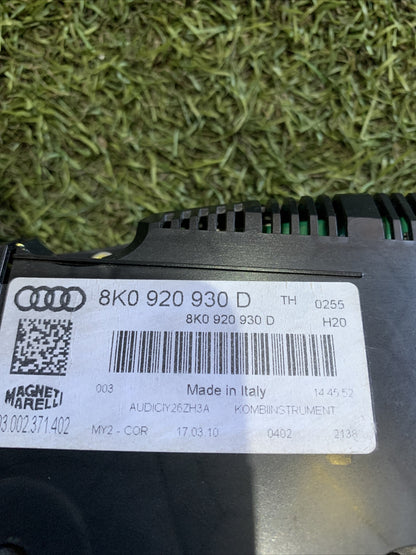 8K0 920 930 D TH 0255
8K0 920 930 D H20
003 Made in Italy 14:45:52
MAGNETI
MARELLI
AUDICIY26ZH3A KOMBIINSTRUMENT
03.002.371.402
MY2 - COR 17.03.10 0402 2138